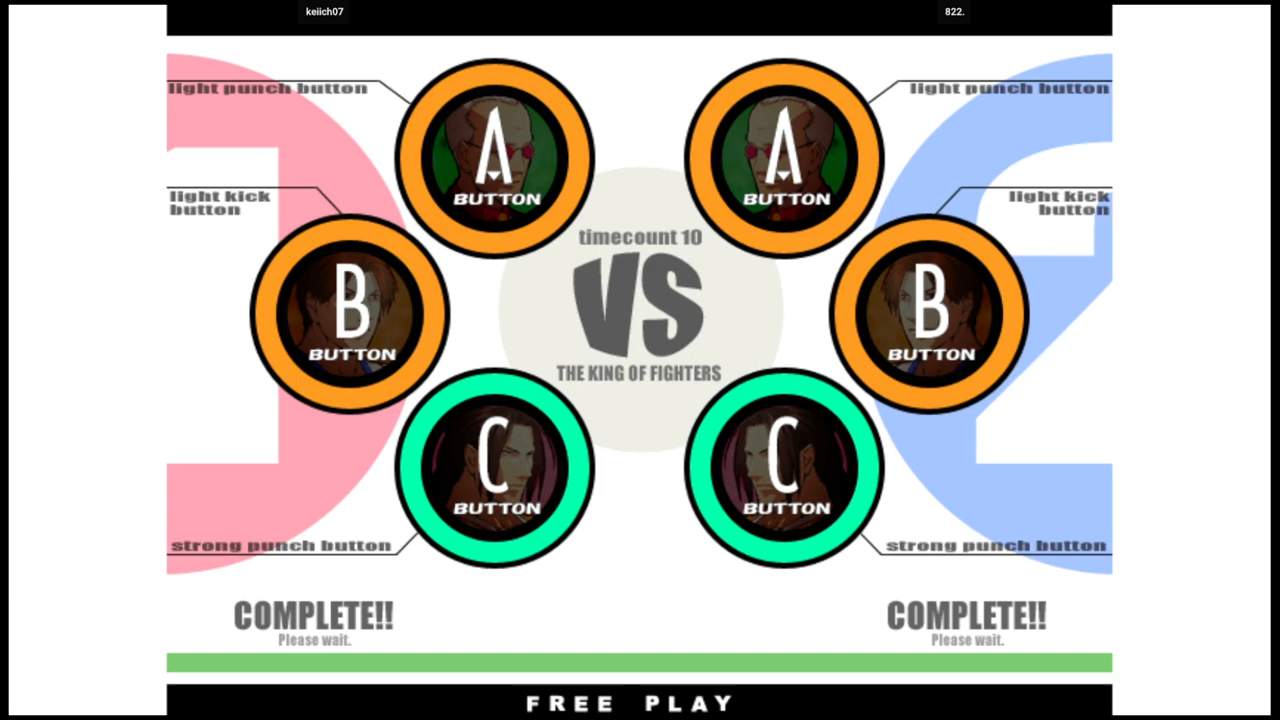 keiich07
822.
light punch button
light punch button
A
BUTTON
A
BUTTON
light kick
button
light kick
button
timecount 10
VS
THE KING OF FIGHTERS
B
BUTTON
B
BUTTON
C
BUTTON
C
BUTTON
strong punch button
strong punch button
COMPLETE!!
Please wait.
COMPLETE!!
Please wait.
FREE PLAY